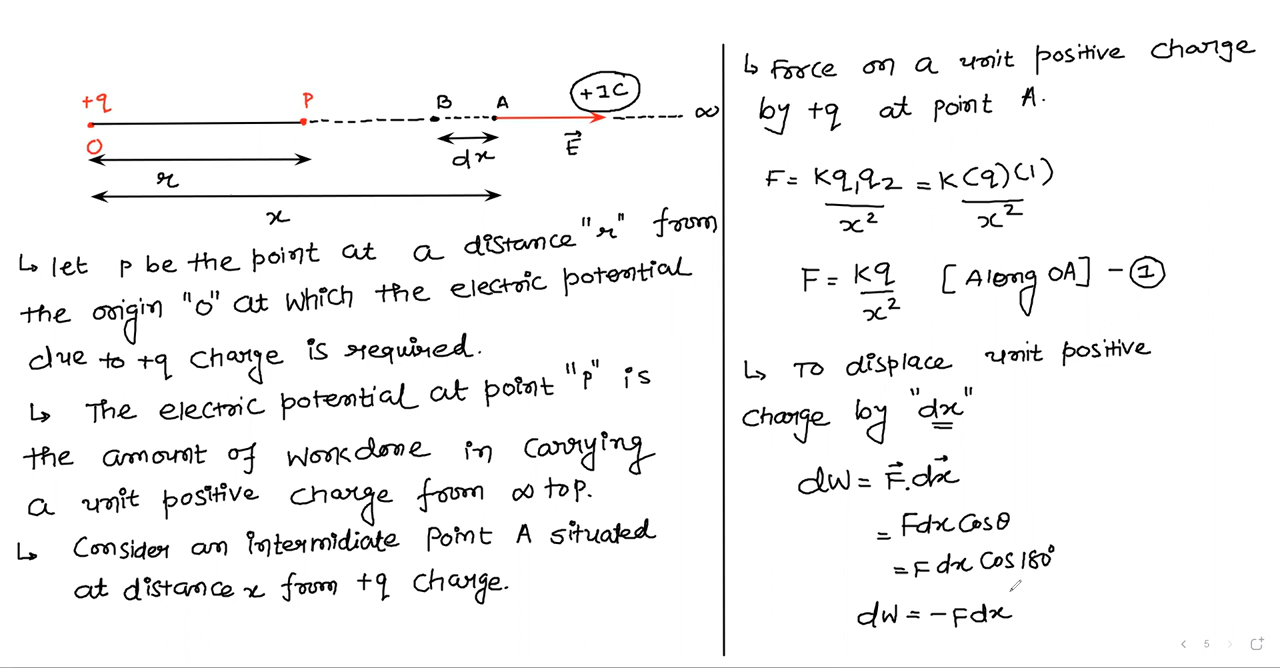 +q P B A +1C ∞
O dx E⃗
r
x
↳ let P be the point at a distance "r" from
the origin "O" at which the electric potential
due to +q charge is required.
↳ The electric potential at point "P" is
the amount of workdone in carrying
a unit positive charge from ∞ to P.
↳ Consider an intermidiate point A situated
at distance x from +q charge.
↳ Force on a unit positive charge
by +q at point A.
F = Kq₁q₂/x² = K(q)(1)/x²
F = Kq/x² [Along OA] - ①
↳ To displace unit positive
charge by "dx"
dW = F⃗.dx⃗
= Fdx Cosθ
= F dx Cos 180°
dW = -Fdx
< 5 >